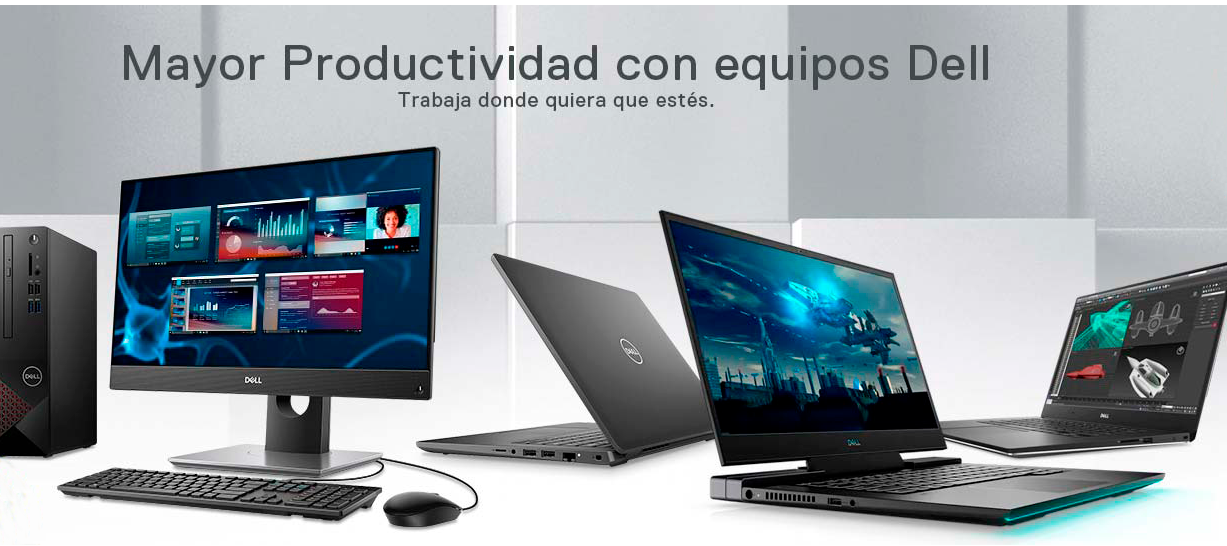 Mayor Productividad con equipos Dell
Trabaja donde quiera que estés.
DELL
DELL
DELL
DELL
DELL